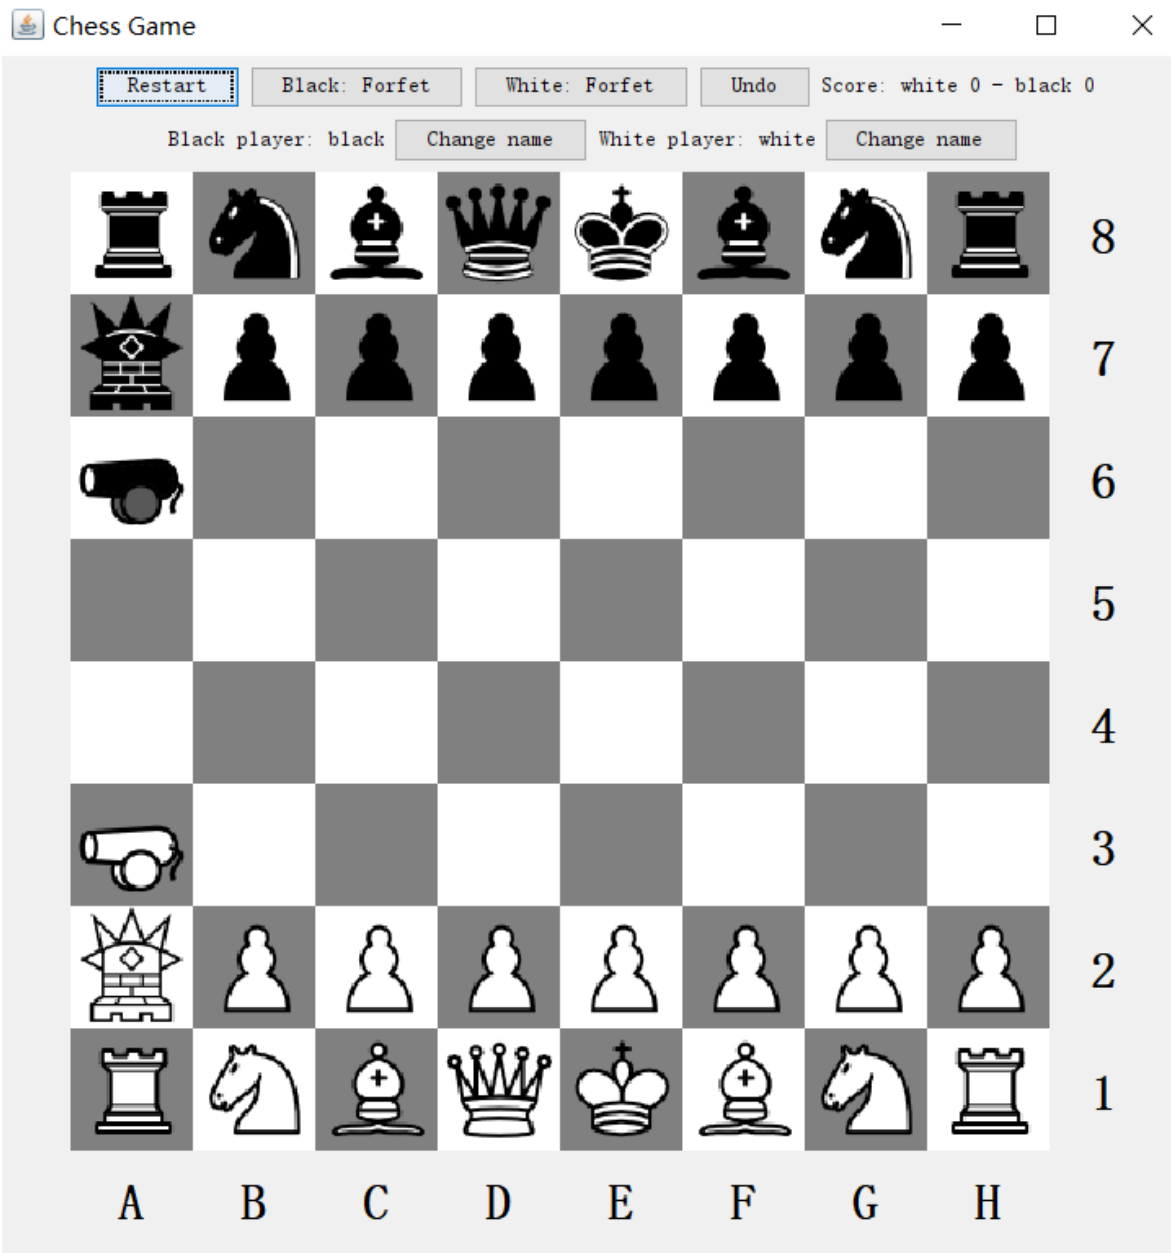 Chess Game
Restart Black: Forfet White: Forfet Undo Score: white 0 - black 0
Black player: black Change name White player: white Change name
8
7
6
5
4
3
2
1
A B C D E F G H